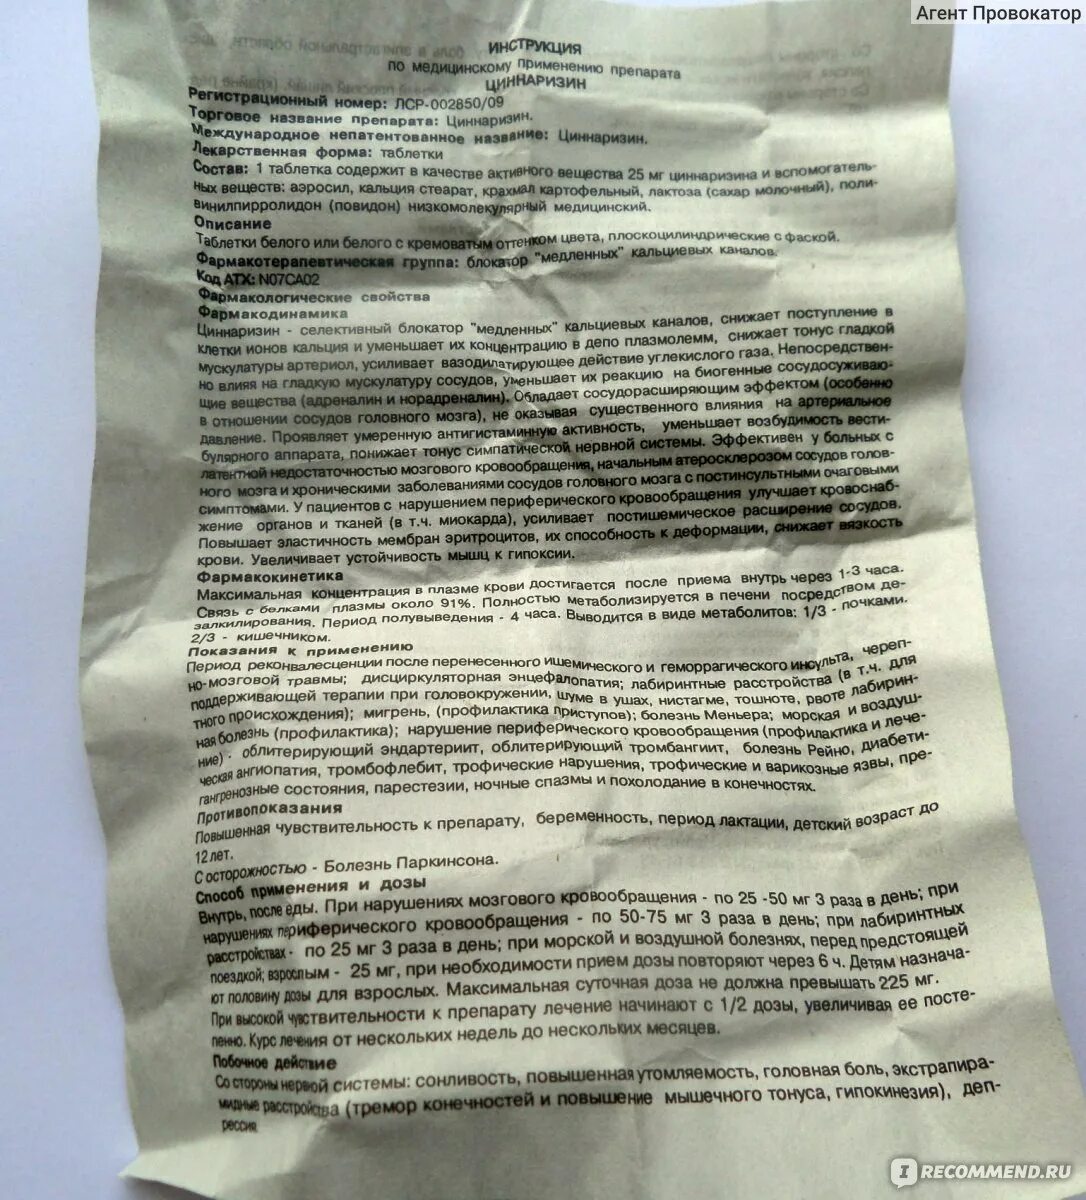 Агент Провокатор
ИНСТРУКЦИЯ
по медицинскому применению препарата
ЦИННАРИЗИН
Регистрационный номер: ЛСР-002850/09
Торговое название препарата: Циннаризин.
Международное непатентованное название: Циннаризин.
Лекарственная форма: таблетки
Состав: 1 таблетка содержит в качестве активного вещества 25 мг циннаризина и вспомогатель-
ных веществ: аэросил, кальция стеарат, крахмал картофельный, лактоза (сахар молочный), поли-
винилпирролидон (повидон) низкомолекулярный медицинский.
Описание
Таблетки белого или белого с кремоватым оттенком цвета, плоскоцилиндрические с фаской.
Фармакотерапевтическая группа: блокатор "медленных" кальциевых каналов.
Код АТХ: N07CA02
Фармакологические свойства
Фармакодинамика
Циннаризин - селективный блокатор "медленных" кальциевых каналов, снижает поступление в
клетки ионов кальция и уменьшает их концентрацию в депо плазмолемм, снижает тонус гладкой
мускулатуры артериол, усиливает вазодилатирующее действие углекислого газа. Непосредствен-
но влияя на гладкую мускулатуру сосудов, уменьшает их реакцию на биогенные сосудосуживаю-
щие вещества (адреналин и норадреналин). Обладает сосудорасширяющим эффектом (особенно
в отношении сосудов головного мозга), не оказывая существенного влияния на артериальное
давление. Проявляет умеренную антигистаминную активность, уменьшает возбудимость вести-
булярного аппарата, понижает тонус симпатической нервной системы. Эффективен у больных с
латентной недостаточностью мозгового кровообращения, начальным атеросклерозом сосудов голов-
ного мозга и хроническими заболеваниями сосудов головного мозга с постинсультными очаговыми
симптомами. У пациентов с нарушением периферического кровообращения улучшает кровоснаб-
жение органов и тканей (в т.ч. миокарда), усиливает постишемическое расширение сосудов.
Повышает эластичность мембран эритроцитов, их способность к деформации, снижает вязкость
крови. Увеличивает устойчивость мышц к гипоксии.
Фармакокинетика
Максимальная концентрация в плазме крови достигается после приема внутрь через 1-3 часа.
Связь с белками плазмы около 91%. Полностью метаболизируется в печени посредством де-
залкилирования. Период полувыведения - 4 часа. Выводится в виде метаболитов: 1/3 - почками.
2/3 - кишечником.
Показания к применению
Период реконвалесценции после перенесенного ишемического и геморрагического инсульта, череп-
но-мозговой травмы; дисциркуляторная энцефалопатия; лабиринтные расстройства (в т.ч. для
поддерживающей терапии при головокружении, шуме в ушах, нистагме, тошноте, рвоте лабирин-
тного происхождения); мигрень, (профилактика приступов); болезнь Меньера; морская и воздуш-
ная болезнь (профилактика); нарушение периферического кровообращения (профилактика и лече-
ние) - облитерирующий эндартериит, облитерирующий тромбангиит, болезнь Рейно, диабети-
ческая ангиопатия, тромбофлебит, трофические нарушения, трофические и варикозные язвы, пре-
гангренозные состояния, парестезии, ночные спазмы и похолодание в конечностях.
Противопоказания
Повышенная чувствительность к препарату, беременность, период лактации, детский возраст до
12 лет.
С осторожностью - Болезнь Паркинсона.
Способ применения и дозы
Внутрь, после еды. При нарушениях мозгового кровообращения - по 25 -50 мг 3 раза в день; при
нарушениях периферического кровообращения - по 50-75 мг 3 раза в день; при лабиринтных
расстройствах - по 25 мг 3 раза в день; при морской и воздушной болезнях, перед предстоящей
поездкой; взрослым - 25 мг, при необходимости прием дозы повторяют через 6 ч. Детям назнача-
ют половину дозы для взрослых. Максимальная суточная доза не должна превышать 225 мг.
При высокой чувствительности к препарату лечение начинают с 1/2 дозы, увеличивая ее посте-
пенно. Курс лечения от нескольких недель до нескольких месяцев.
Побочное действие
Со стороны нервой системы: сонливость, повышенная утомляемость, головная боль, экстрапира-
мидные расстройства (тремор конечностей и повышение мышечного тонуса, гипокинезия), деп-
рессия
IRECOMMEND.RU